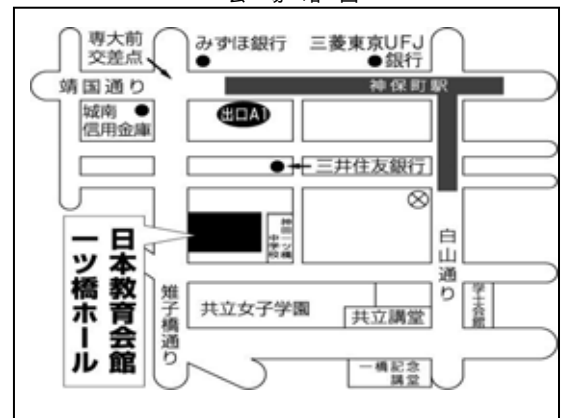 会場略図
専大前
交差点
みずほ銀行
三菱東京UFJ
銀行
靖国通り
神保町駅
城南
信用金庫
出口A1
三井住友銀行
神田一ツ橋
中学校
日本教育会館
一ツ橋ホール
白山通り
雉子橋通り
共立女子学園
共立講堂
学士会館
一橋記念
講堂